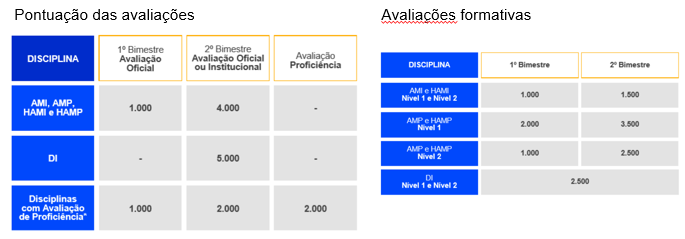 Pontuação das avaliações
DISCIPLINA
1º Bimestre
Avaliação
Oficial
2º Bimestre
Avaliação Oficial
ou Institucional
Avaliação
Proficiência
AMI, AMP,
HAMI e HAMP
1.000
4.000
-
DI
-
5.000
-
Disciplinas
com Avaliação
de Proficiência*
1.000
2.000
2.000
Avaliações formativas
DISCIPLINA
1º Bimestre
2º Bimestre
AMI e HAMI
Nível 1 e Nível 2
1.000
1.500
AMP e HAMP
Nível 1
2.000
3.500
AMP e HAMP
Nível 2
1.000
2.500
DI
Nível 1 e Nível 2
2.500